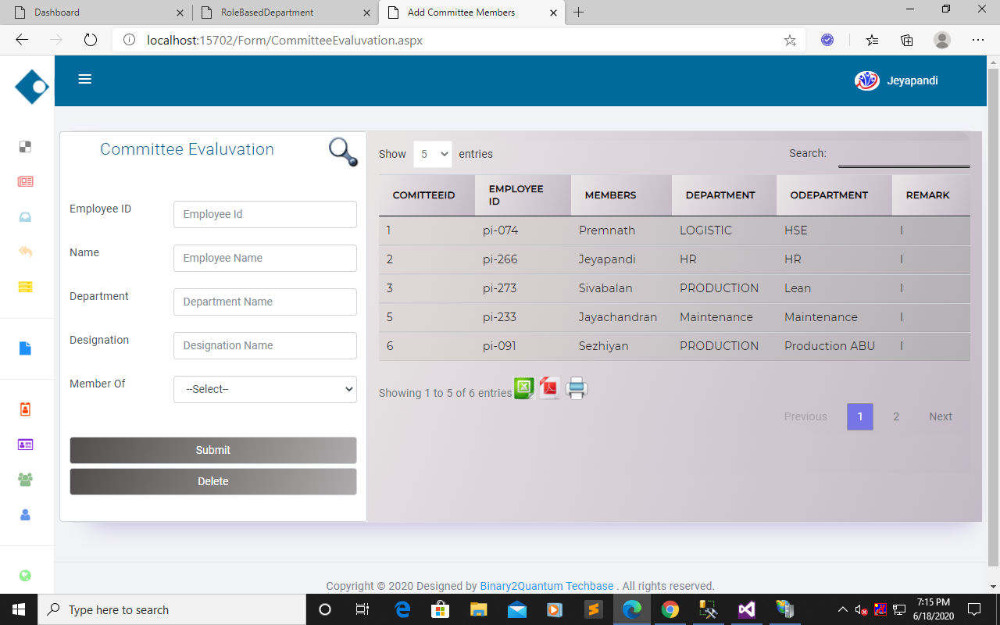 Dashboard
RoleBasedDepartment
Add Committee Members
localhost:15702/Form/CommitteeEvaluvation.aspx
Jeyapandi
Committee Evaluvation
Employee ID
Employee Id
Name
Employee Name
Department
Department Name
Designation
Designation Name
Member Of
--Select--
Submit
Delete
Show 5 entries
Search:
COMITTEEID EMPLOYEE ID MEMBERS DEPARTMENT ODEPARTMENT REMARK
1 pi-074 Premnath LOGISTIC HSE I
2 pi-266 Jeyapandi HR HR I
3 pi-273 Sivabalan PRODUCTION Lean I
5 pi-233 Jayachandran Maintenance Maintenance I
6 pi-091 Sezhiyan PRODUCTION Production ABU I
Showing 1 to 5 of 6 entries
Previous 1 2 Next
Copyright © 2020 Designed by Binary2Quantum Techbase . All rights reserved.
Type here to search
7:15 PM
6/18/2020